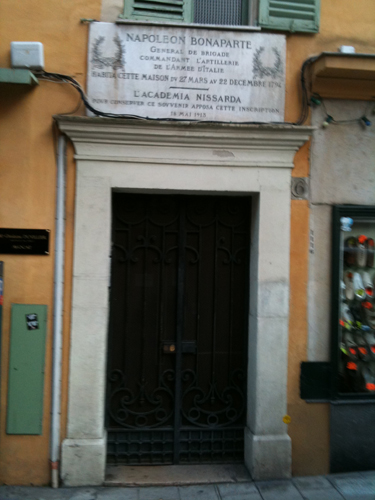 NAPOLEON BONAPARTE
GENERAL DE BRIGADE
COMMANDANT L'ARTILLERIE
DE L'ARMEE D'ITALIE
HABITA CETTE MAISON DU 27 MARS AU 22 DECEMBRE 1794
L'ACADEMIA NISSARDA
POUR CONSERVER CE SOUVENIR APPOSA CETTE INSCRIPTION
6